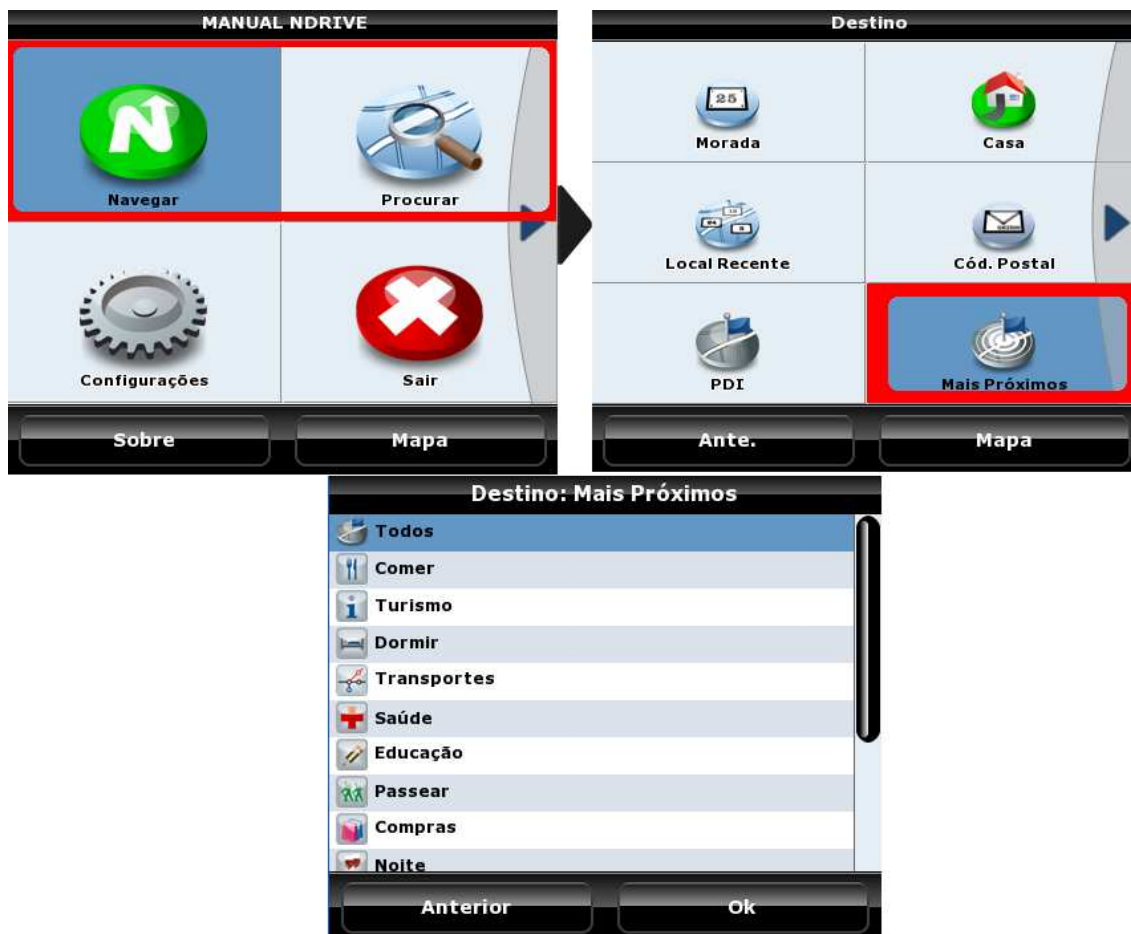 MANUAL NDRIVE
Navegar
Procurar
Configurações
Sair
Sobre
Mapa
Destino
25
Morada
Casa
Local Recente
Cód. Postal
PDI
Mais Próximos
Ante.
Mapa
Destino: Mais Próximos
Todos
Comer
Turismo
Dormir
Transportes
Saúde
Educação
Passear
Compras
Noite
Anterior
Ok